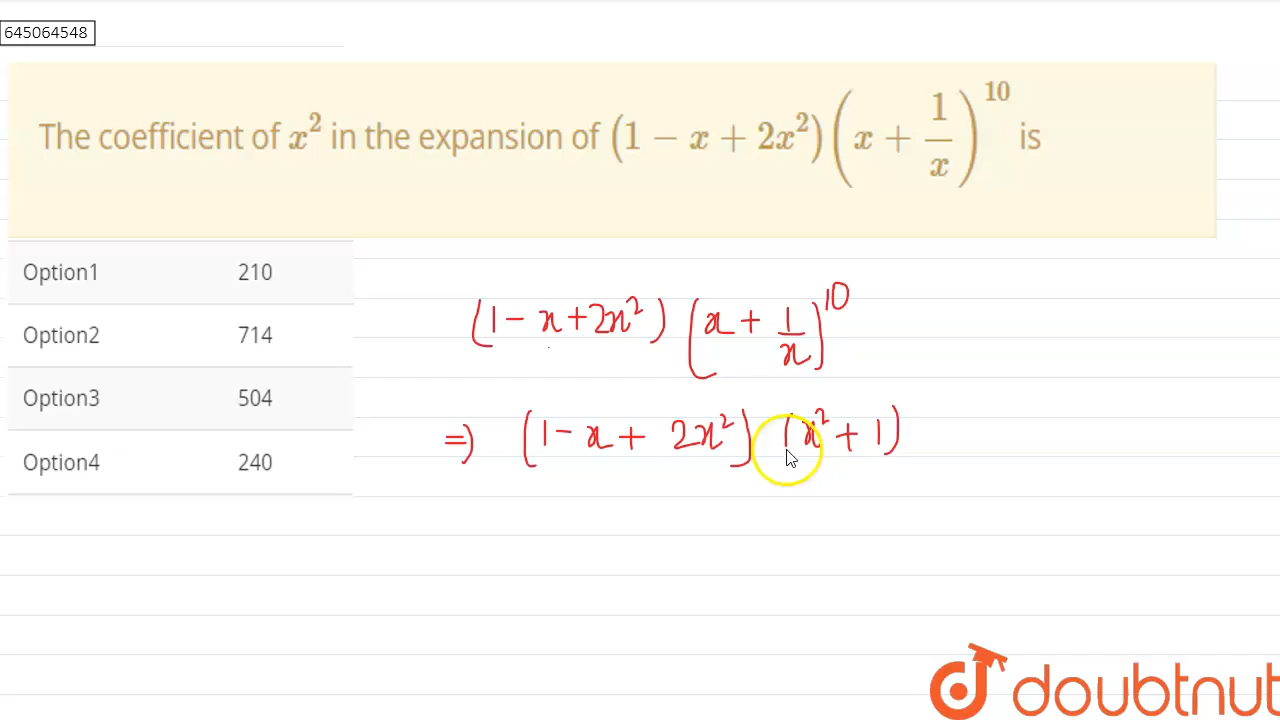 645064548
The coefficient of x² in the expansion of (1 − x + 2x²)(x + 1/x)¹⁰ is
Option1 210
Option2 714
Option3 504
Option4 240
(1 − x + 2x²) (x + 1/x)¹⁰
⇒) (1 − x + 2x²) (x² + 1)
doubtnut